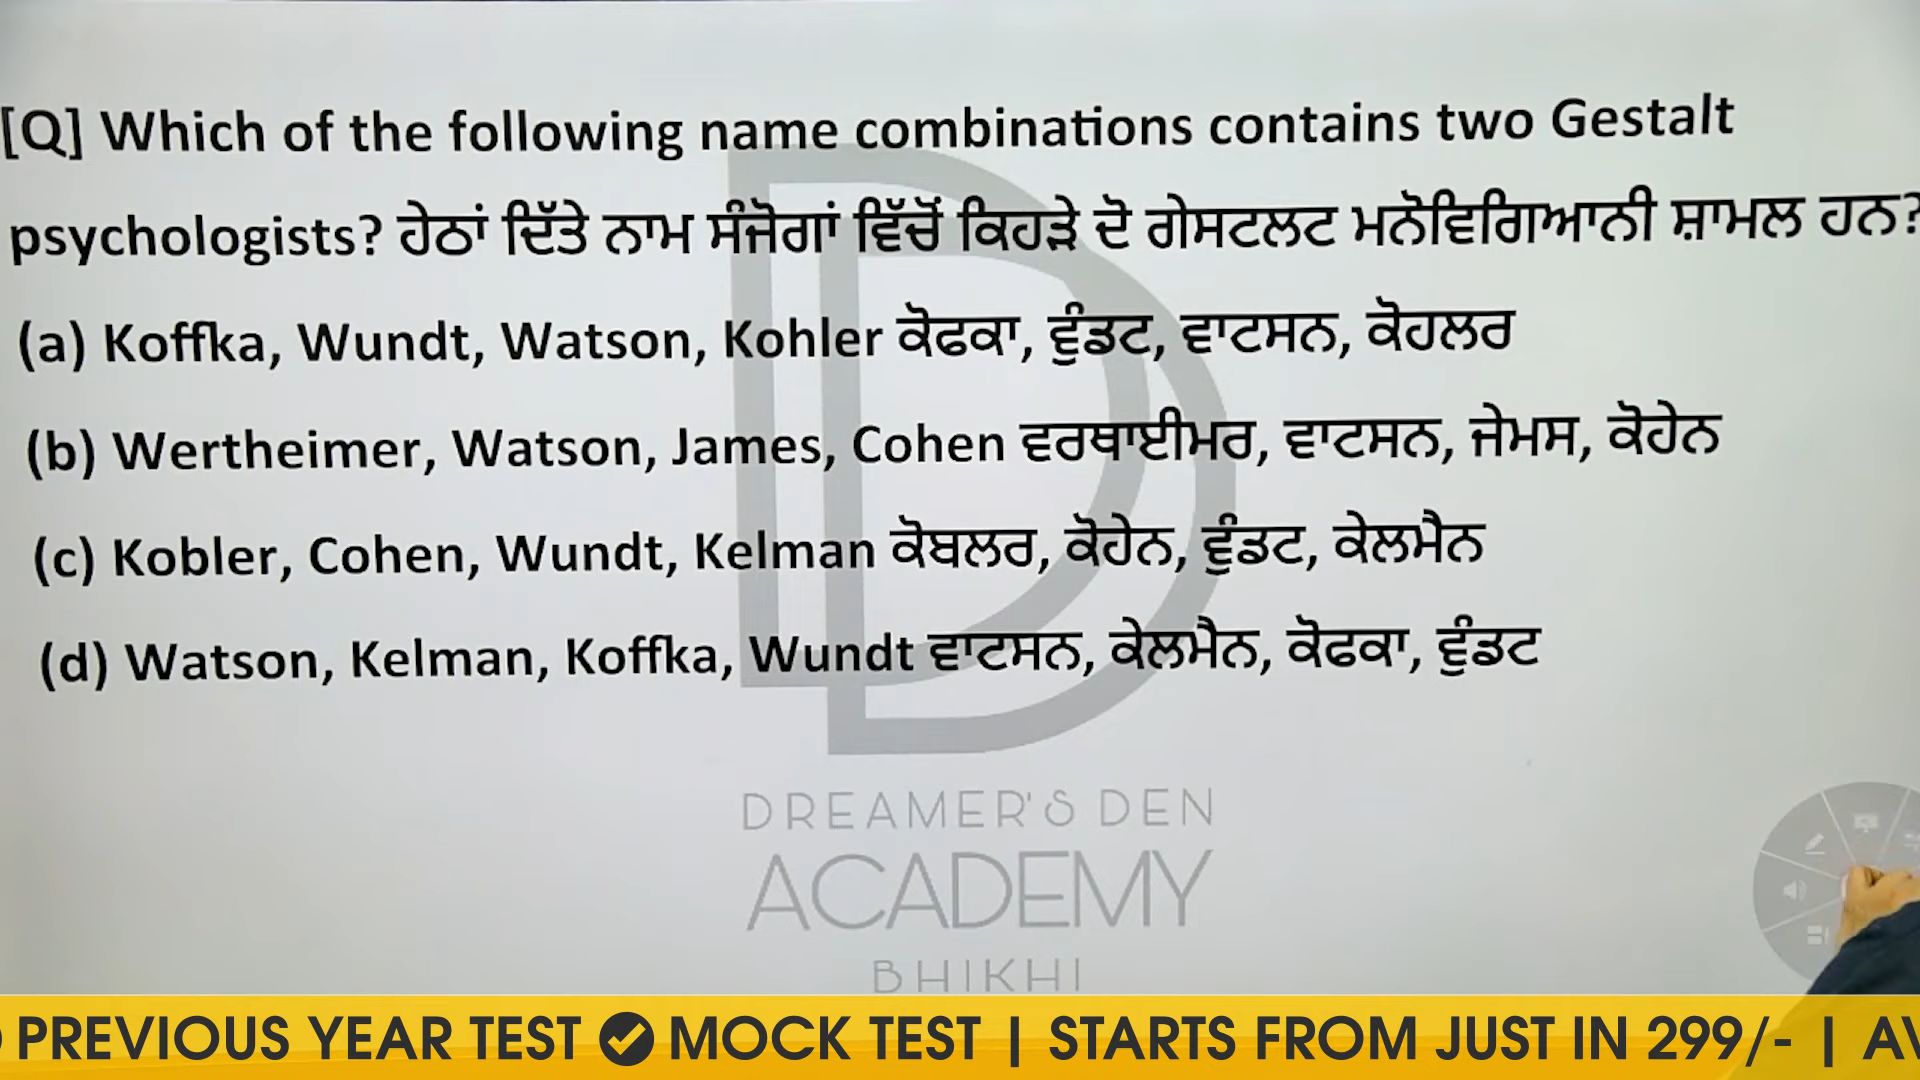 [Q] Which of the following name combinations contains two Gestalt
psychologists? ਹੇਠਾਂ ਦਿੱਤੇ ਨਾਮ ਸੰਜੋਗਾਂ ਵਿੱਚੋਂ ਕਿਹੜੇ ਦੋ ਗੇਸਟਲਟ ਮਨੋਵਿਗਿਆਨੀ ਸ਼ਾਮਲ ਹਨ?
(a) Koffka, Wundt, Watson, Kohler ਕੋਫਕਾ, ਵੁੰਡਟ, ਵਾਟਸਨ, ਕੋਹਲਰ
(b) Wertheimer, Watson, James, Cohen ਵਰਥਾਈਮਰ, ਵਾਟਸਨ, ਜੇਮਸ, ਕੋਹੇਨ
(c) Kobler, Cohen, Wundt, Kelman ਕੋਬਲਰ, ਕੋਹੇਨ, ਵੁੰਡਟ, ਕੇਲਮੈਨ
(d) Watson, Kelman, Koffka, Wundt ਵਾਟਸਨ, ਕੇਲਮੈਨ, ਕੋਫਕਾ, ਵੁੰਡਟ
DREAMER'S DEN
ACADEMY
BHIKHI
PREVIOUS YEAR TEST MOCK TEST | STARTS FROM JUST IN 299/- |